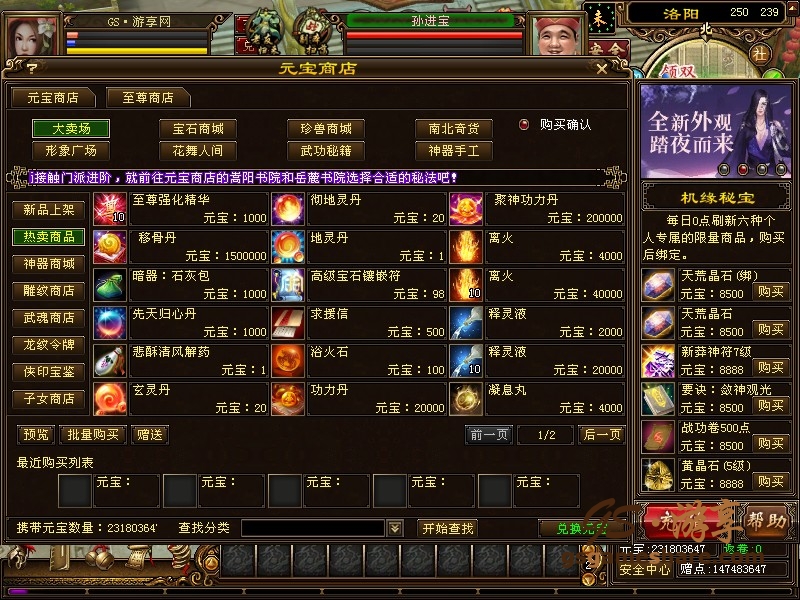 GS·游享网
孙进宝
未
洛阳
250 239
北
安全
社
领双
?
元宝商店
元宝商店
至尊商店
大卖场
宝石商城
珍兽商城
南北奇货
购买确认
形象广场
花舞人间
武功秘籍
神器手工
接触门派进阶，就前往元宝商店的嵩阳书院和岳麓书院选择合适的秘法吧！
全新外观
踏夜而来
新品上架
热卖商品
神器商城
雕纹商店
武魂商店
龙纹令牌
侠印宝鉴
子女商店
10
至尊强化精华
元宝：1000
彻地灵丹
元宝：20
聚神功力丹
元宝：200000
移骨丹
元宝：1500000
地灵丹
元宝：1
离火
元宝：4000
暗器：石灰包
元宝：1000
高级宝石镶嵌符
元宝：98
10
离火
元宝：40000
先天归心丹
元宝：1000
求援信
元宝：500
释灵液
元宝：2000
悲酥清风解药
元宝：1
浴火石
元宝：100
10
释灵液
元宝：20000
玄灵丹
元宝：20
功力丹
元宝：20000
凝息丸
元宝：4000
机缘秘宝
每日0点刷新六种个
人专属的限量商品，购买
后绑定。
天荒晶石(绑)
元宝：8500
购买
天荒晶石
元宝：8500
购买
新莽神符7级
元宝：8888
购买
要诀：敛神观光
元宝：8500
购买
战功卷500点
元宝：8500
购买
黄晶石(5级)
元宝：8888
购买
预览
批量购买
赠送
前一页
1/2
后一页
最近购买列表
元宝：
元宝：
元宝：
元宝：
元宝：
携带元宝数量：23180364
查找分类
开始查找
兑换元宝
GS·游享
帮助
元宝：231803647
安全中心
赠点：147483647